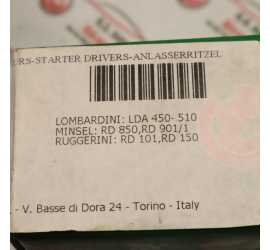 ERS-STARTER DRIVERS-ANLASSERRITZEL
LOMBARDINI: LDA 450- 510
MINSEL: RD 850,RD 901/1
RUGGERINI: RD 101,RD 150
- V. Basse di Dora 24 - Torino - Italy